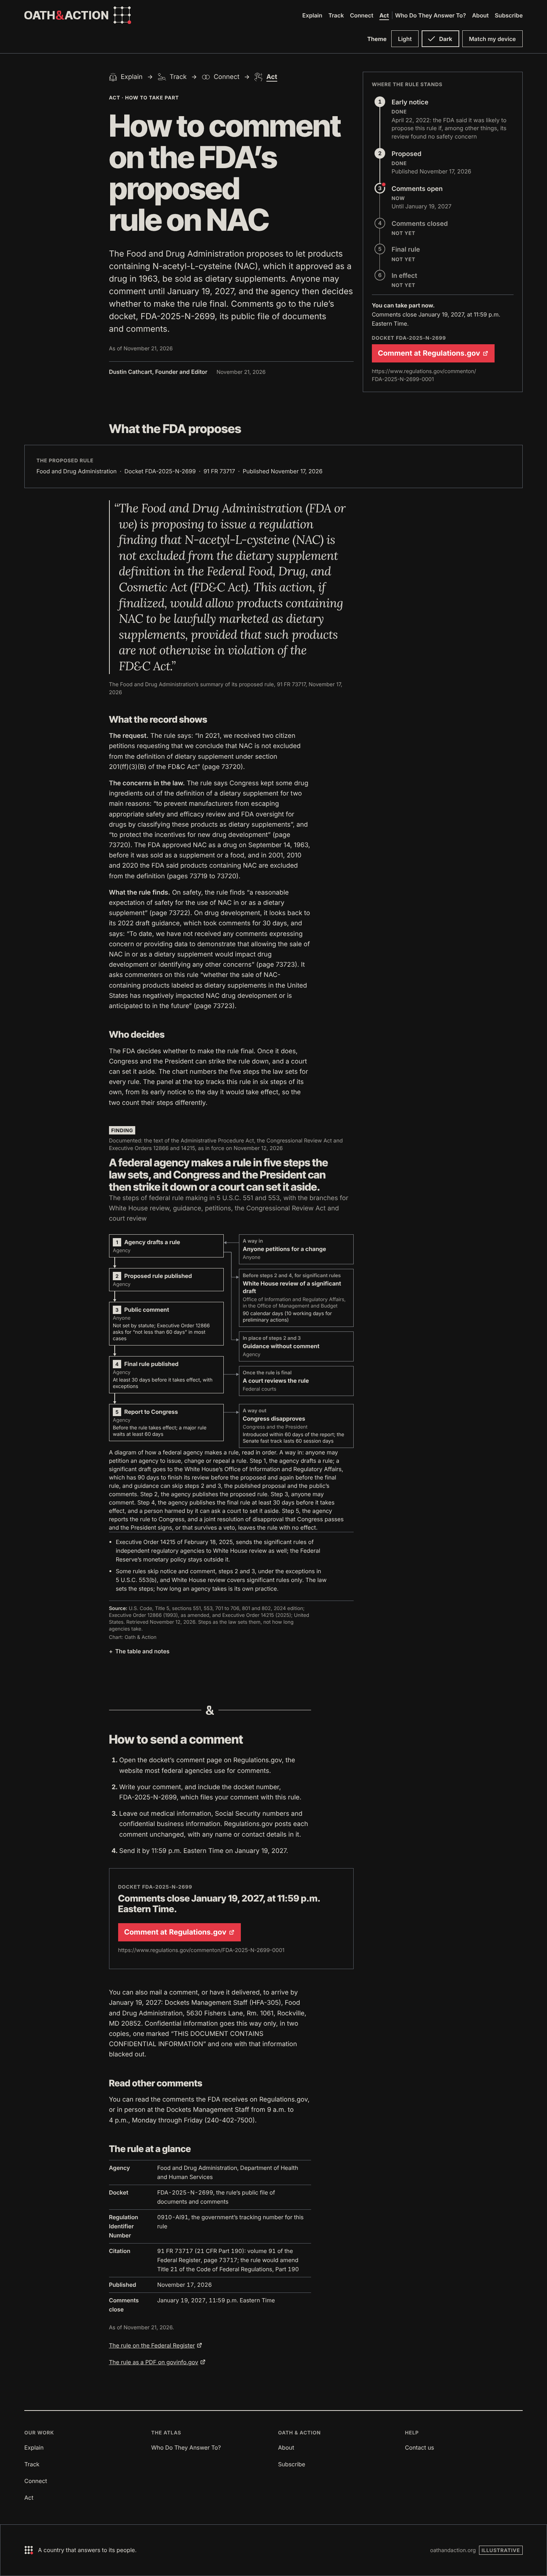 OATH&ACTION
Explain Track Connect Act Who Do They Answer To? About Subscribe
Theme Light Dark Match my device
Explain → Track → Connect → Act
ACT · HOW TO TAKE PART
How to comment
on the FDA’s
proposed
rule on NAC
The Food and Drug Administration proposes to let products
containing N-acetyl-L-cysteine (NAC), which it approved as a
drug in 1963, be sold as dietary supplements. Anyone may
comment until January 19, 2027, and the agency then decides
whether to make the rule final. Comments go to the rule’s
docket, FDA-2025-N-2699, its public file of documents
and comments.
As of November 21, 2026
Dustin Cathcart, Founder and Editor November 21, 2026
WHERE THE RULE STANDS
1 Early notice
DONE
April 22, 2022: the FDA said it was likely to
propose this rule if, among other things, its
review found no safety concern
2 Proposed
DONE
Published November 17, 2026
3 Comments open
NOW
Until January 19, 2027
4 Comments closed
NOT YET
5 Final rule
NOT YET
6 In effect
NOT YET
You can take part now.
Comments close January 19, 2027, at 11:59 p.m.
Eastern Time.
DOCKET FDA-2025-N-2699
Comment at Regulations.gov
https://www.regulations.gov/commenton/
FDA-2025-N-2699-0001
What the FDA proposes
THE PROPOSED RULE
Food and Drug Administration · Docket FDA-2025-N-2699 · 91 FR 73717 · Published November 17, 2026
“The Food and Drug Administration (FDA or
we) is proposing to issue a regulation
finding that N-acetyl-L-cysteine (NAC) is
not excluded from the dietary supplement
definition in the Federal Food, Drug, and
Cosmetic Act (FD&C Act). This action, if
finalized, would allow products containing
NAC to be lawfully marketed as dietary
supplements, provided that such products
are not otherwise in violation of the
FD&C Act.”
The Food and Drug Administration’s summary of its proposed rule, 91 FR 73717, November 17,
2026
What the record shows
The request. The rule says: “In 2021, we received two citizen
petitions requesting that we conclude that NAC is not excluded
from the definition of dietary supplement under section
201(ff)(3)(B) of the FD&C Act” (page 73720).
The concerns in the law. The rule says Congress kept some drug
ingredients out of the definition of a dietary supplement for two
main reasons: “to prevent manufacturers from escaping
appropriate safety and efficacy review and FDA oversight for
drugs by classifying these products as dietary supplements”, and
“to protect the incentives for new drug development” (page
73720). The FDA approved NAC as a drug on September 14, 1963,
before it was sold as a supplement or a food, and in 2001, 2010
and 2020 the FDA said products containing NAC are excluded
from the definition (pages 73719 to 73720).
What the rule finds. On safety, the rule finds “a reasonable
expectation of safety for the use of NAC in or as a dietary
supplement” (page 73722). On drug development, it looks back to
its 2022 draft guidance, which took comments for 30 days, and
says: “To date, we have not received any comments expressing
concern or providing data to demonstrate that allowing the sale of
NAC in or as a dietary supplement would impact drug
development or identifying any other concerns” (page 73723). It
asks commenters on this rule “whether the sale of NAC-
containing products labeled as dietary supplements in the United
States has negatively impacted NAC drug development or is
anticipated to in the future” (page 73723).
Who decides
The FDA decides whether to make the rule final. Once it does,
Congress and the President can strike the rule down, and a court
can set it aside. The chart numbers the five steps the law sets for
every rule. The panel at the top tracks this rule in six steps of its
own, from its early notice to the day it would take effect, so the
two count their steps differently.
FINDING
Documented: the text of the Administrative Procedure Act, the Congressional Review Act and
Executive Orders 12866 and 14215, as in force on November 12, 2026
A federal agency makes a rule in five steps the
law sets, and Congress and the President can
then strike it down or a court can set it aside.
The steps of federal rule making in 5 U.S.C. 551 and 553, with the branches for
White House review, guidance, petitions, the Congressional Review Act and
court review
1 Agency drafts a rule
Agency
2 Proposed rule published
Agency
3 Public comment
Anyone
Not set by statute; Executive Order 12866
asks for “not less than 60 days” in most
cases
4 Final rule published
Agency
At least 30 days before it takes effect, with
exceptions
5 Report to Congress
Agency
Before the rule takes effect; a major rule
waits at least 60 days
A way in
Anyone petitions for a change
Anyone
Before steps 2 and 4, for significant rules
White House review of a significant
draft
Office of Information and Regulatory Affairs,
in the Office of Management and Budget
90 calendar days (10 working days for
preliminary actions)
In place of steps 2 and 3
Guidance without comment
Agency
Once the rule is final
A court reviews the rule
Federal courts
A way out
Congress disapproves
Congress and the President
Introduced within 60 days of the report; the
Senate fast track lasts 60 session days
A diagram of how a federal agency makes a rule, read in order. A way in: anyone may
petition an agency to issue, change or repeal a rule. Step 1, the agency drafts a rule; a
significant draft goes to the White House’s Office of Information and Regulatory Affairs,
which has 90 days to finish its review before the proposed and again before the final
rule, and guidance can skip steps 2 and 3, the published proposal and the public’s
comments. Step 2, the agency publishes the proposed rule. Step 3, anyone may
comment. Step 4, the agency publishes the final rule at least 30 days before it takes
effect, and a person harmed by it can ask a court to set it aside. Step 5, the agency
reports the rule to Congress, and a joint resolution of disapproval that Congress passes
and the President signs, or that survives a veto, leaves the rule with no effect.
• Executive Order 14215 of February 18, 2025, sends the significant rules of
independent regulatory agencies to White House review as well; the Federal
Reserve’s monetary policy stays outside it.
• Some rules skip notice and comment, steps 2 and 3, under the exceptions in
5 U.S.C. 553(b), and White House review covers significant rules only. The law
sets the steps; how long an agency takes is its own practice.
Source: U.S. Code, Title 5, sections 551, 553, 701 to 706, 801 and 802, 2024 edition;
Executive Order 12866 (1993), as amended, and Executive Order 14215 (2025); United
States. Retrieved November 12, 2026. Steps as the law sets them, not how long
agencies take.
Chart: Oath & Action
+ The table and notes
&
How to send a comment
1. Open the docket’s comment page on Regulations.gov, the
website most federal agencies use for comments.
2. Write your comment, and include the docket number,
FDA-2025-N-2699, which files your comment with this rule.
3. Leave out medical information, Social Security numbers and
confidential business information. Regulations.gov posts each
comment unchanged, with any name or contact details in it.
4. Send it by 11:59 p.m. Eastern Time on January 19, 2027.
DOCKET FDA-2025-N-2699
Comments close January 19, 2027, at 11:59 p.m.
Eastern Time.
Comment at Regulations.gov
https://www.regulations.gov/commenton/FDA-2025-N-2699-0001
You can also mail a comment, or have it delivered, to arrive by
January 19, 2027: Dockets Management Staff (HFA-305), Food
and Drug Administration, 5630 Fishers Lane, Rm. 1061, Rockville,
MD 20852. Confidential information goes this way only, in two
copies, one marked “THIS DOCUMENT CONTAINS
CONFIDENTIAL INFORMATION” and one with that information
blacked out.
Read other comments
You can read the comments the FDA receives on Regulations.gov,
or in person at the Dockets Management Staff from 9 a.m. to
4 p.m., Monday through Friday (240-402-7500).
The rule at a glance
Agency Food and Drug Administration, Department of Health
and Human Services
Docket FDA-2025-N-2699, the rule’s public file of
documents and comments
Regulation
Identifier
Number 0910-AI91, the government’s tracking number for this
rule
Citation 91 FR 73717 (21 CFR Part 190): volume 91 of the
Federal Register, page 73717; the rule would amend
Title 21 of the Code of Federal Regulations, Part 190
Published November 17, 2026
Comments
close January 19, 2027, 11:59 p.m. Eastern Time
As of November 21, 2026.
The rule on the Federal Register
The rule as a PDF on govinfo.gov
OUR WORK
Explain
Track
Connect
Act
THE ATLAS
Who Do They Answer To?
OATH & ACTION
About
Subscribe
HELP
Contact us
A country that answers to its people.
oathandaction.org ILLUSTRATIVE